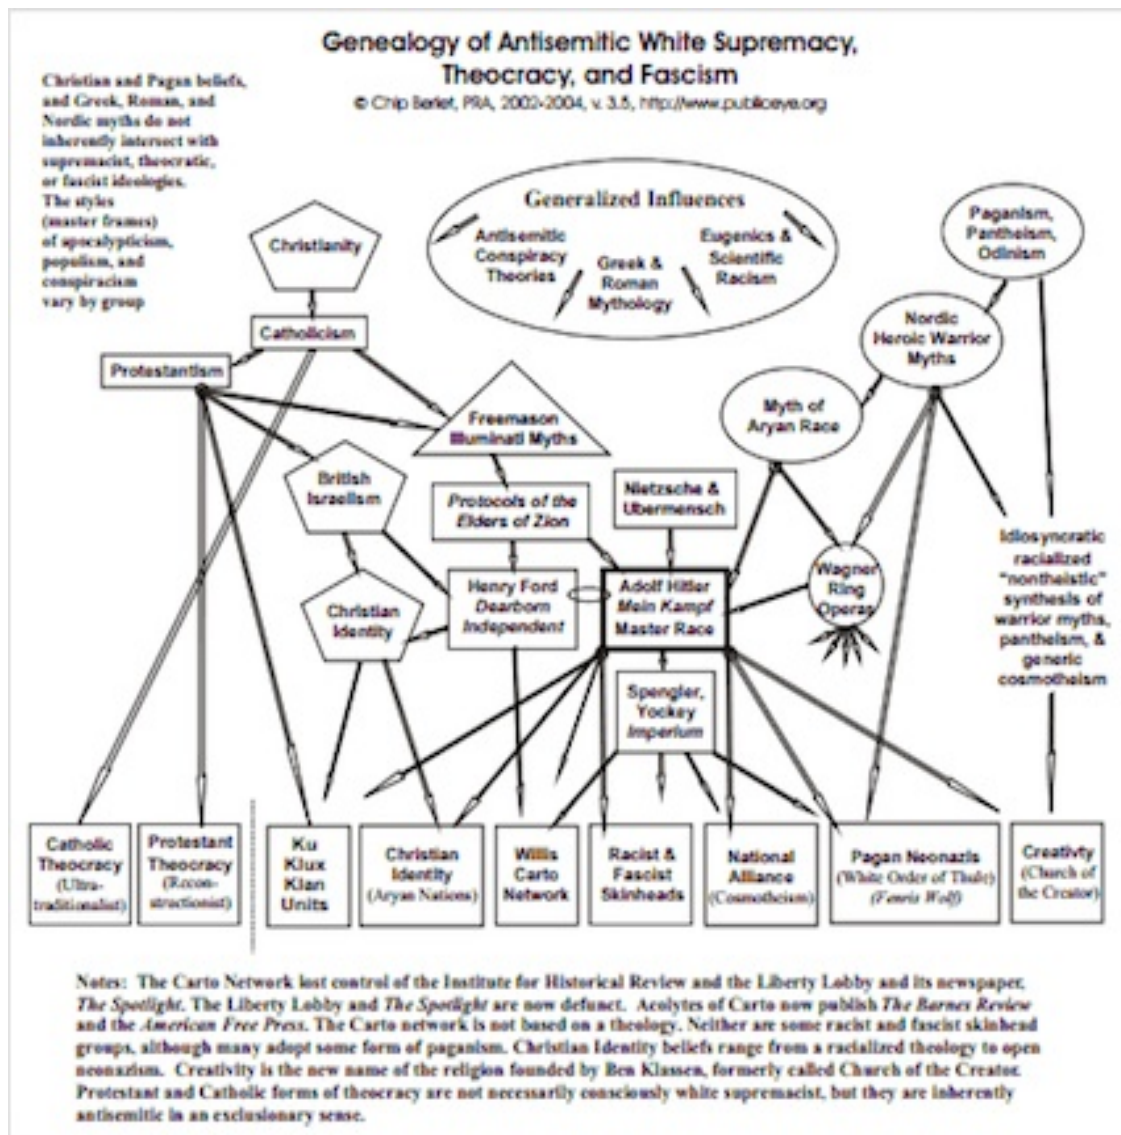 Genealogy of Antisemitic White Supremacy,
Theocracy, and Fascism
© Chip Berlet, PRA, 2002-2004, v. 3.5, http://www.publiceye.org
Christian and Pagan beliefs,
and Greek, Roman, and
Nordic myths do not
inherently intersect with
supremacist, theocratic,
or fascist ideologies.
The styles
(master frames)
of apocalypticism,
populism, and
conspiracism
vary by group
Generalized Influences
Antisemitic
Conspiracy
Theories
Greek &
Roman
Mythology
Eugenics &
Scientific
Racism
Paganism,
Pantheism,
Odinism
Christianity
Catholicism
Protestantism
Nordic
Heroic Warrior
Myths
Myth of
Aryan Race
Freemason
Illuminati Myths
British
Israelism
Protocols of the
Elders of Zion
Nietzsche &
Ubermensch
Idiosyncratic
racialized
"nontheistic"
synthesis of
warrior myths,
pantheism, &
generic
cosmotheism
Christian
Identity
Henry Ford
Dearborn
Independent
Adolf Hitler
Mein Kampf
Master Race
Wagner
Ring
Operas
Spengler,
Yockey
Imperium
Catholic
Theocracy
(Ultra-
traditionalist)
Protestant
Theocracy
(Recon-
structionist)
Ku
Klux
Klan
Units
Christian
Identity
(Aryan Nations)
Willis
Carto
Network
Racist &
Fascist
Skinheads
National
Alliance
(Cosmotheism)
Pagan Neonazis
(White Order of Thule)
(Fenris Wolf)
Creativty
(Church of
the Creator)
Notes: The Carto Network lost control of the Institute for Historical Review and the Liberty Lobby and its newspaper,
The Spotlight. The Liberty Lobby and The Spotlight are now defunct. Acolytes of Carto now publish The Barnes Review
and the American Free Press. The Carto network is not based on a theology. Neither are some racist and fascist skinhead
groups, although many adopt some form of paganism. Christian Identity beliefs range from a racialized theology to open
neonazism. Creativity is the new name of the religion founded by Ben Klassen, formerly called Church of the Creator.
Protestant and Catholic forms of theocracy are not necessarily consciously white supremacist, but they are inherently
antisemitic in an exclusionary sense.